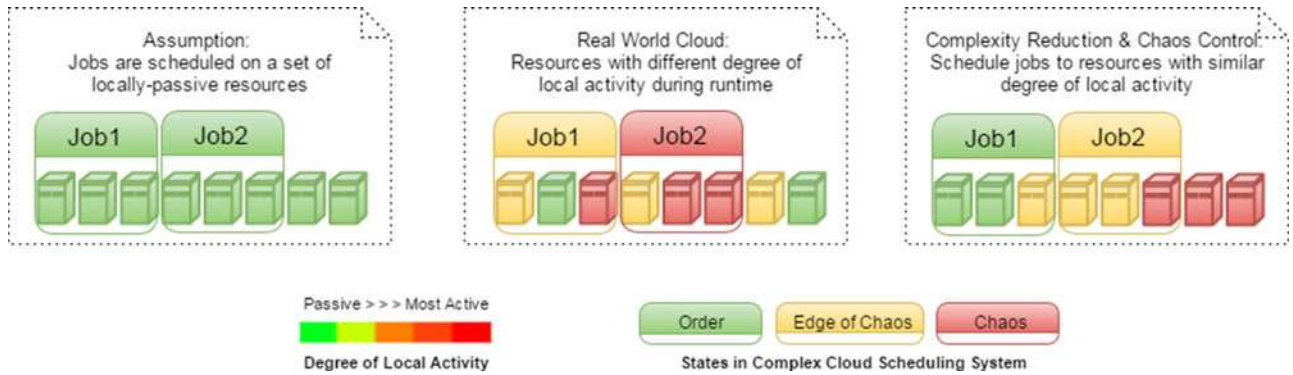 Assumption:
Jobs are scheduled on a set of
locally-passive resources
Job1
Job2
Real World Cloud:
Resources with different degree of
local activity during runtime
Job1
Job2
Complexity Reduction & Chaos Control:
Schedule jobs to resources with similar
degree of local activity
Job1
Job2
Passive > > > Most Active
Degree of Local Activity
Order
Edge of Chaos
Chaos
States in Complex Cloud Scheduling System